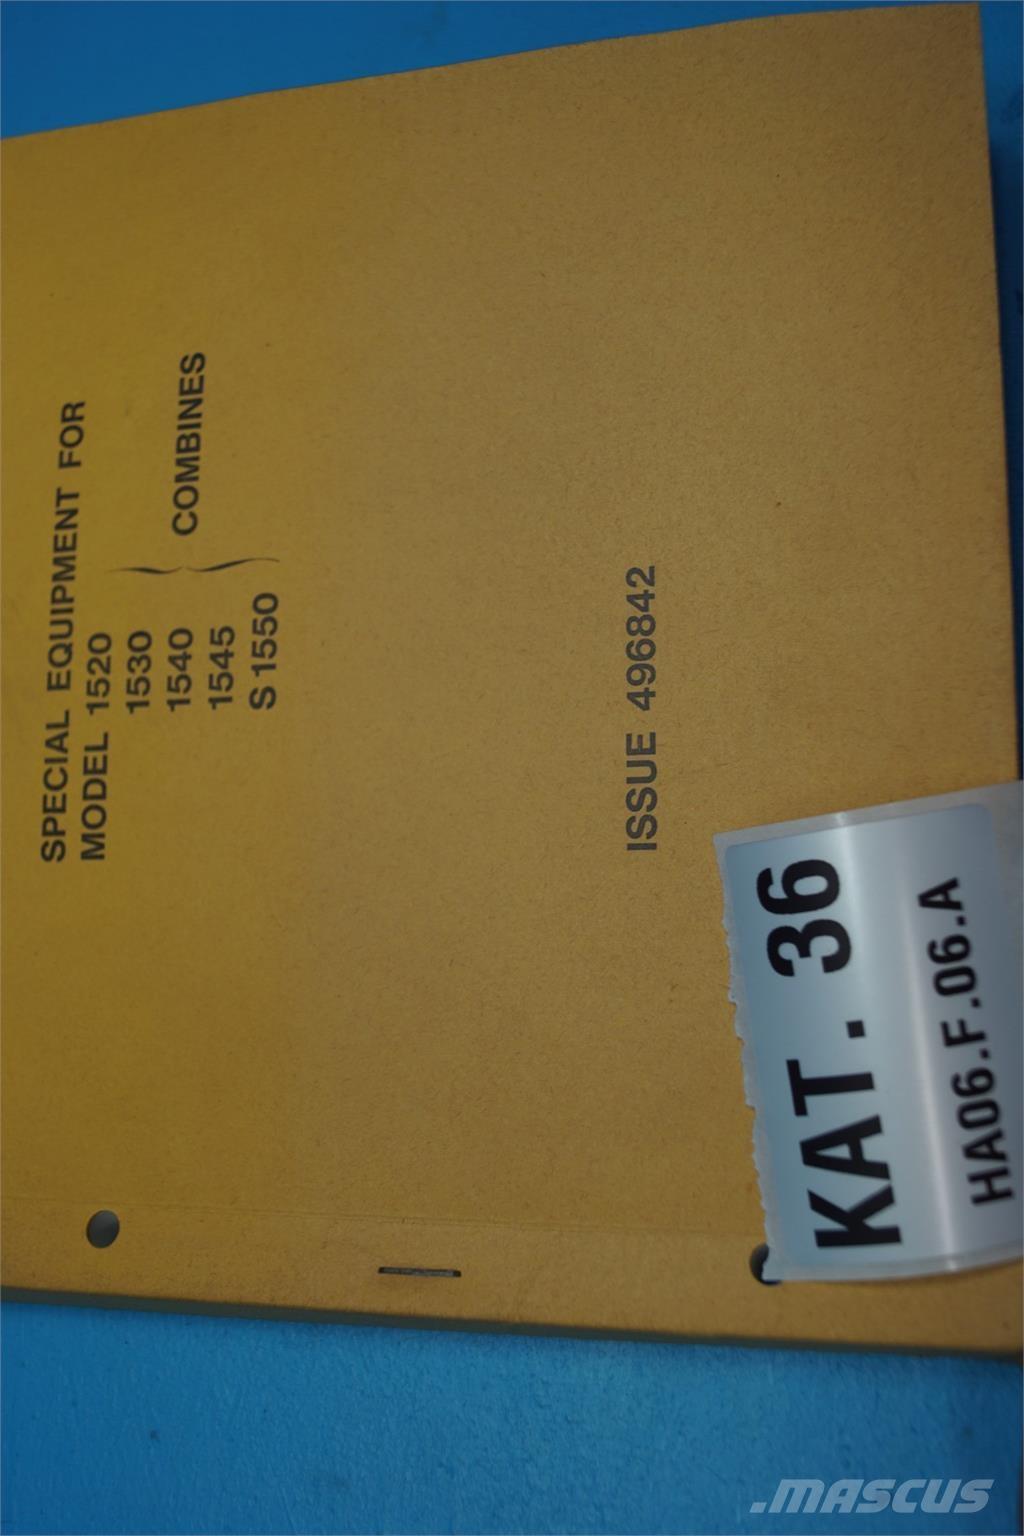 SPECIAL EQUIPMENT FOR
MODEL 1520
1530
1540 COMBINES
1545
S 1550
ISSUE 496842
KAT. 36
HA06.F.06.A
.MASCUS